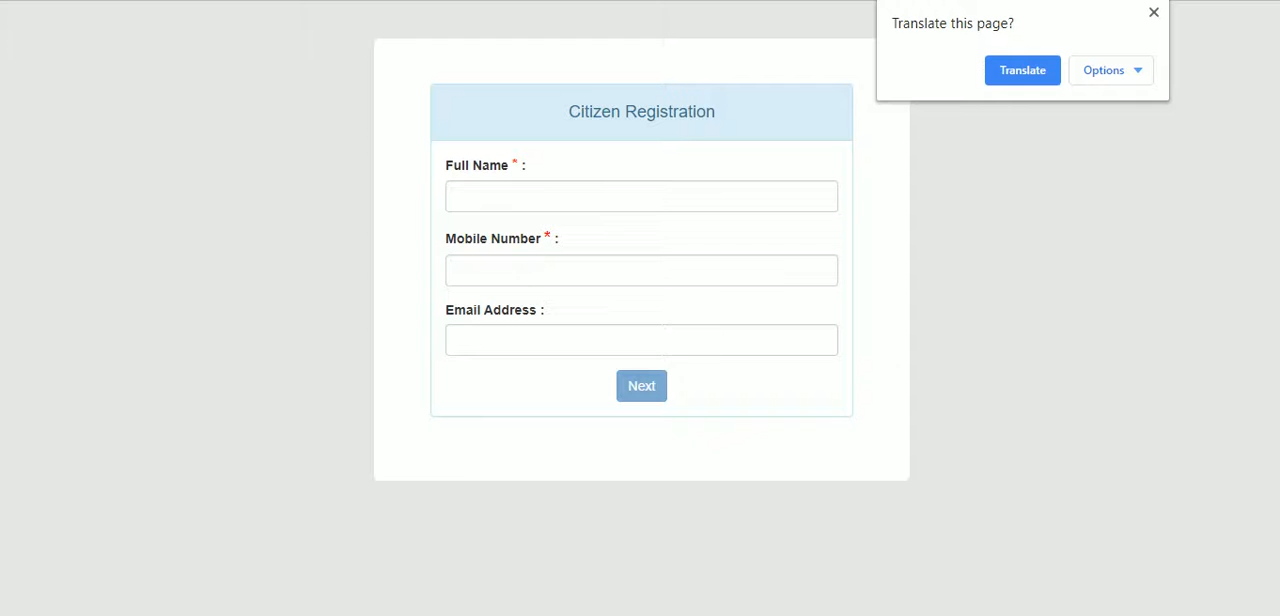 Translate this page?
Translate
Options
Citizen Registration
Full Name * :
Mobile Number * :
Email Address :
Next